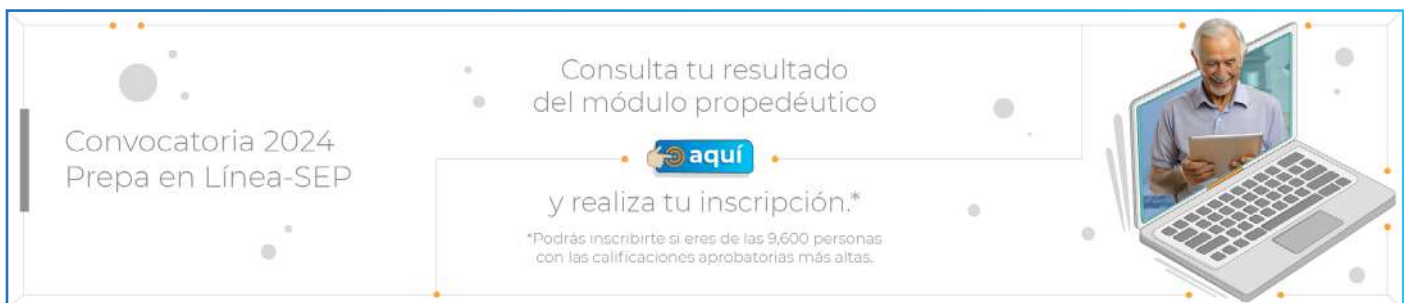 Convocatoria 2024
Prepa en Línea-SEP
Consulta tu resultado
del módulo propedéutico
aquí
y realiza tu inscripción.*
*Podrás inscribirte si eres de las 9,600 personas
con las calificaciones aprobatorias más altas.